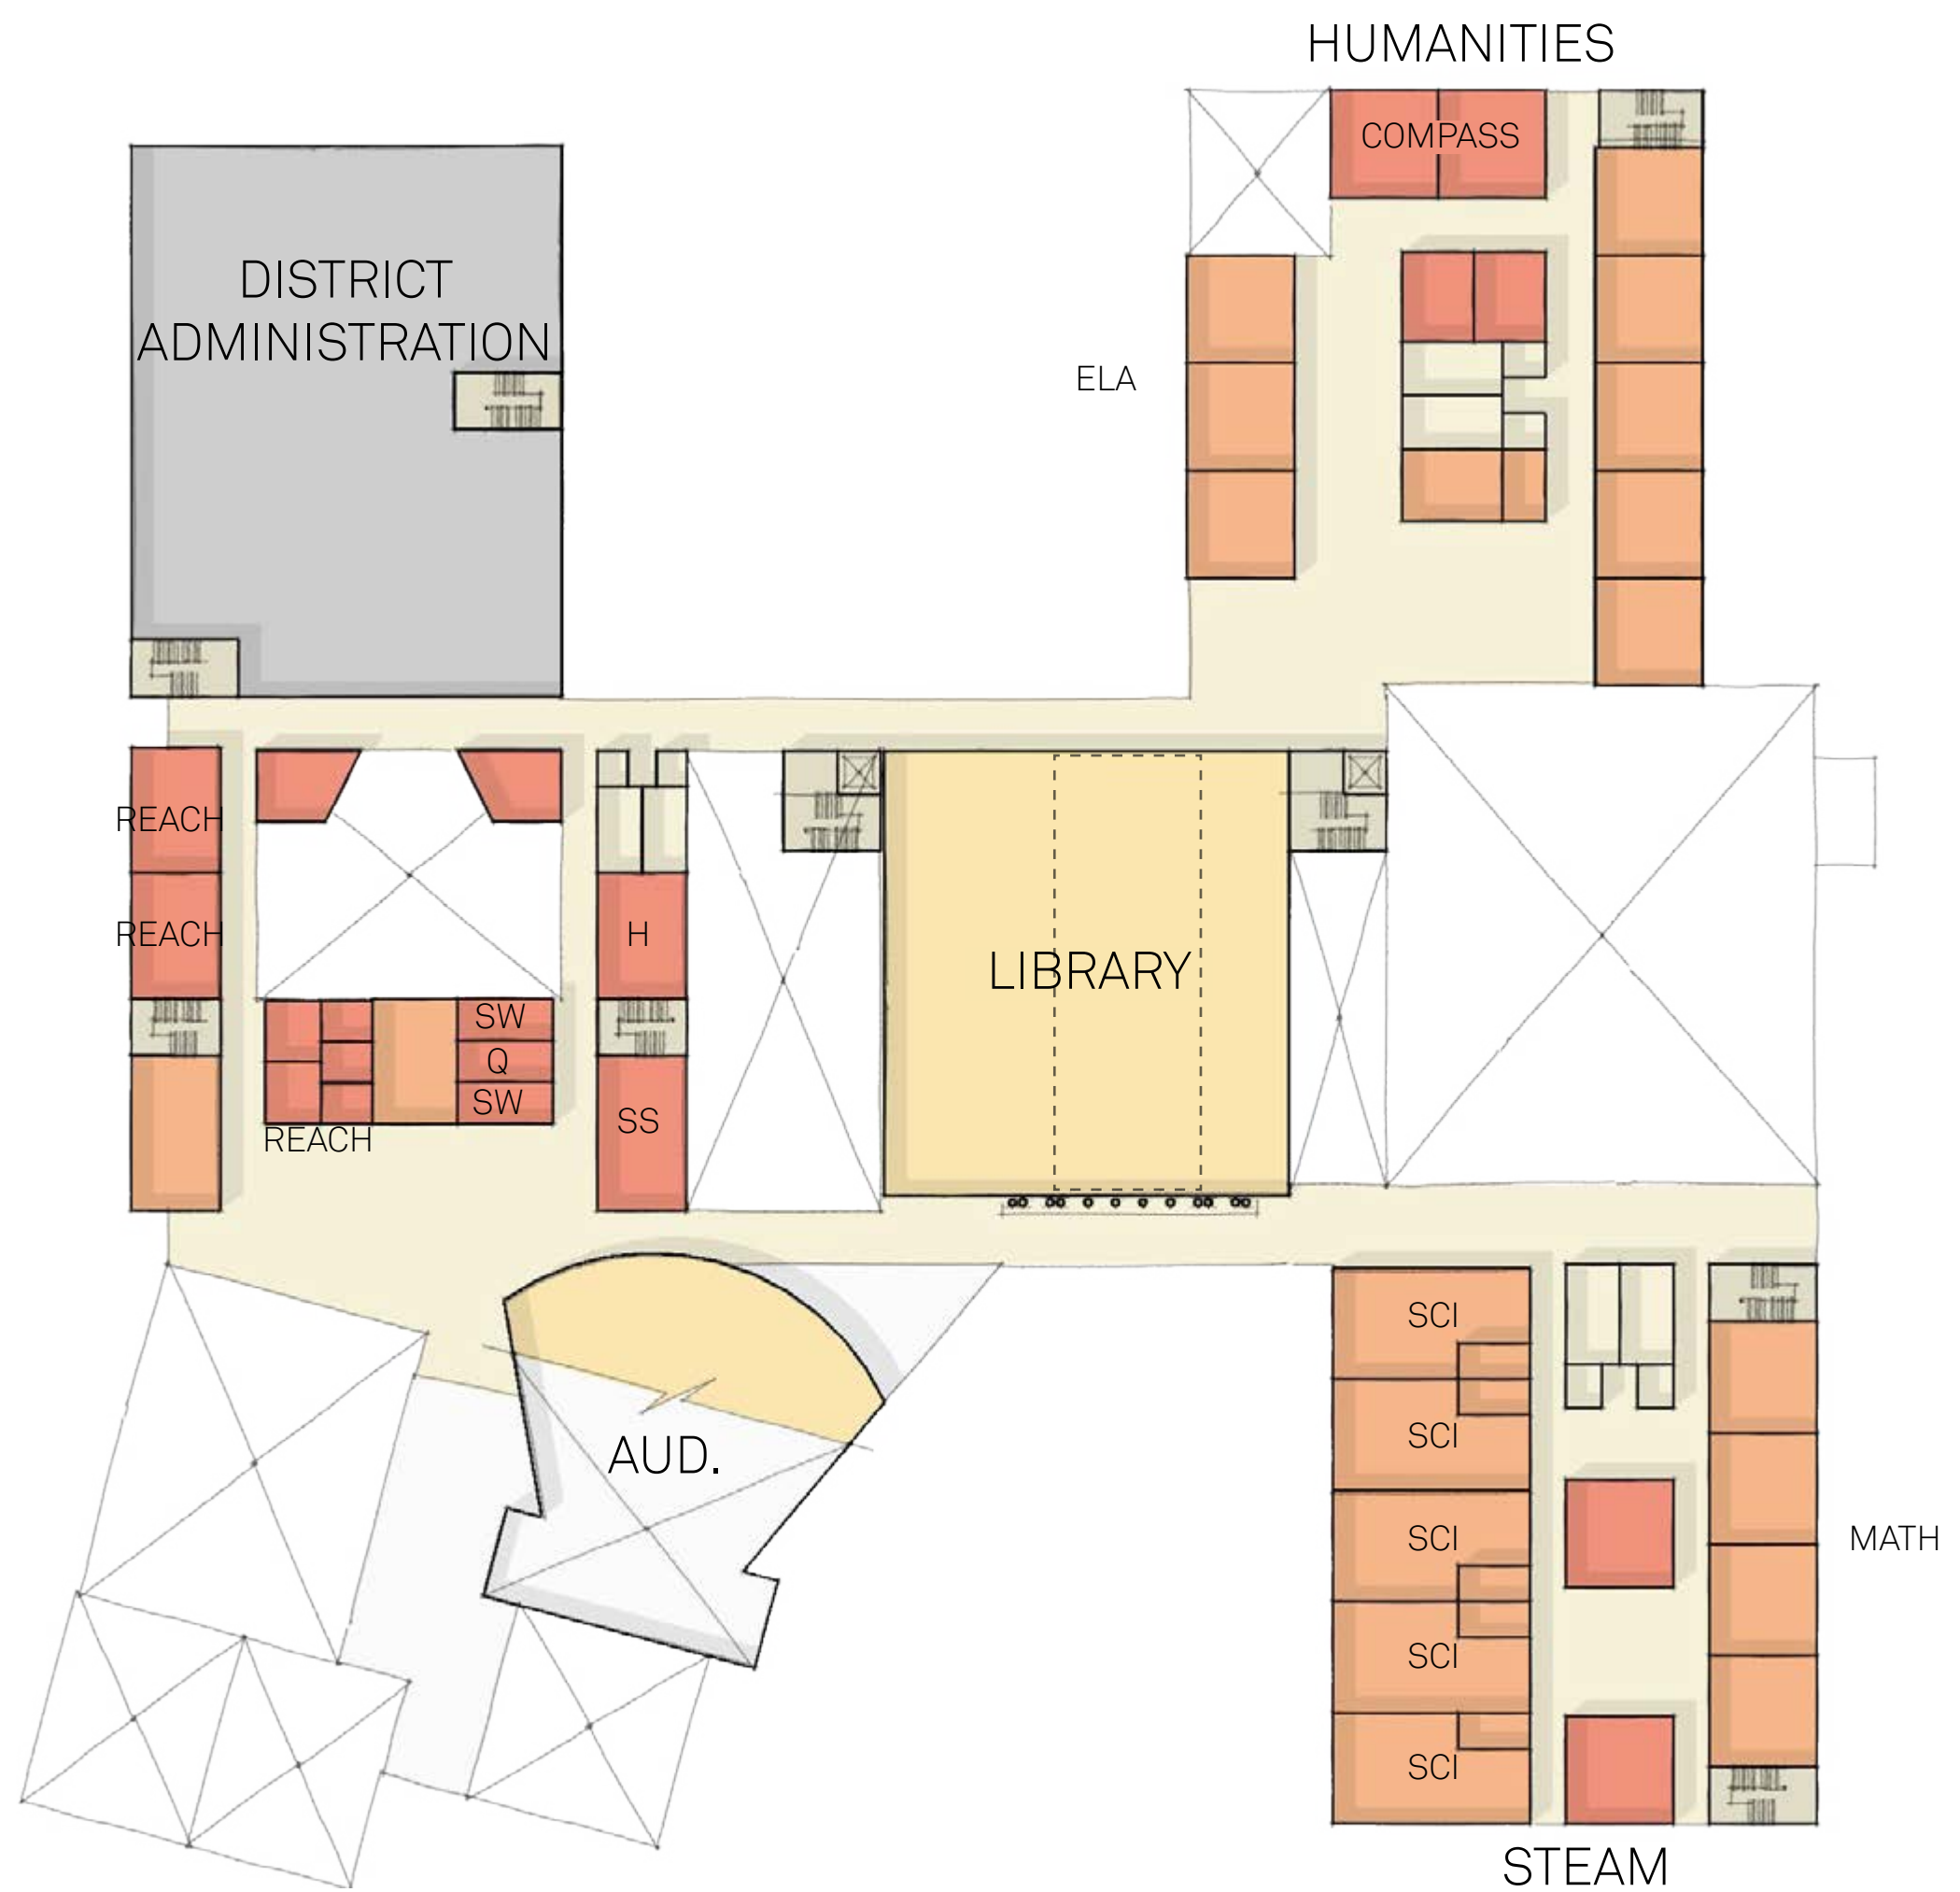 HUMANITIES
COMPASS
DISTRICT
ADMINISTRATION
ELA
REACH
REACH
H
LIBRARY
SW
Q
SW
SS
REACH
AUD.
SCI
SCI
SCI
SCI
SCI
MATH
STEAM